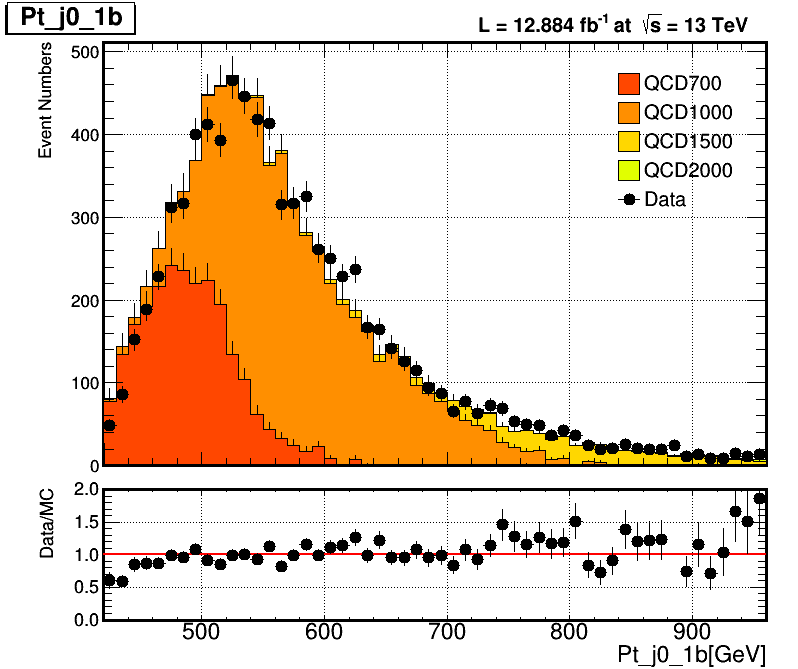 Pt_j0_1b
L = 12.884 fb⁻¹ at √s = 13 TeV
Event Numbers
500
400
300
200
100
0
QCD700
QCD1000
QCD1500
QCD2000
Data
Data/MC
2.0
1.5
1.0
0.5
0.0
500 600 700 800 900
Pt_j0_1b[GeV]